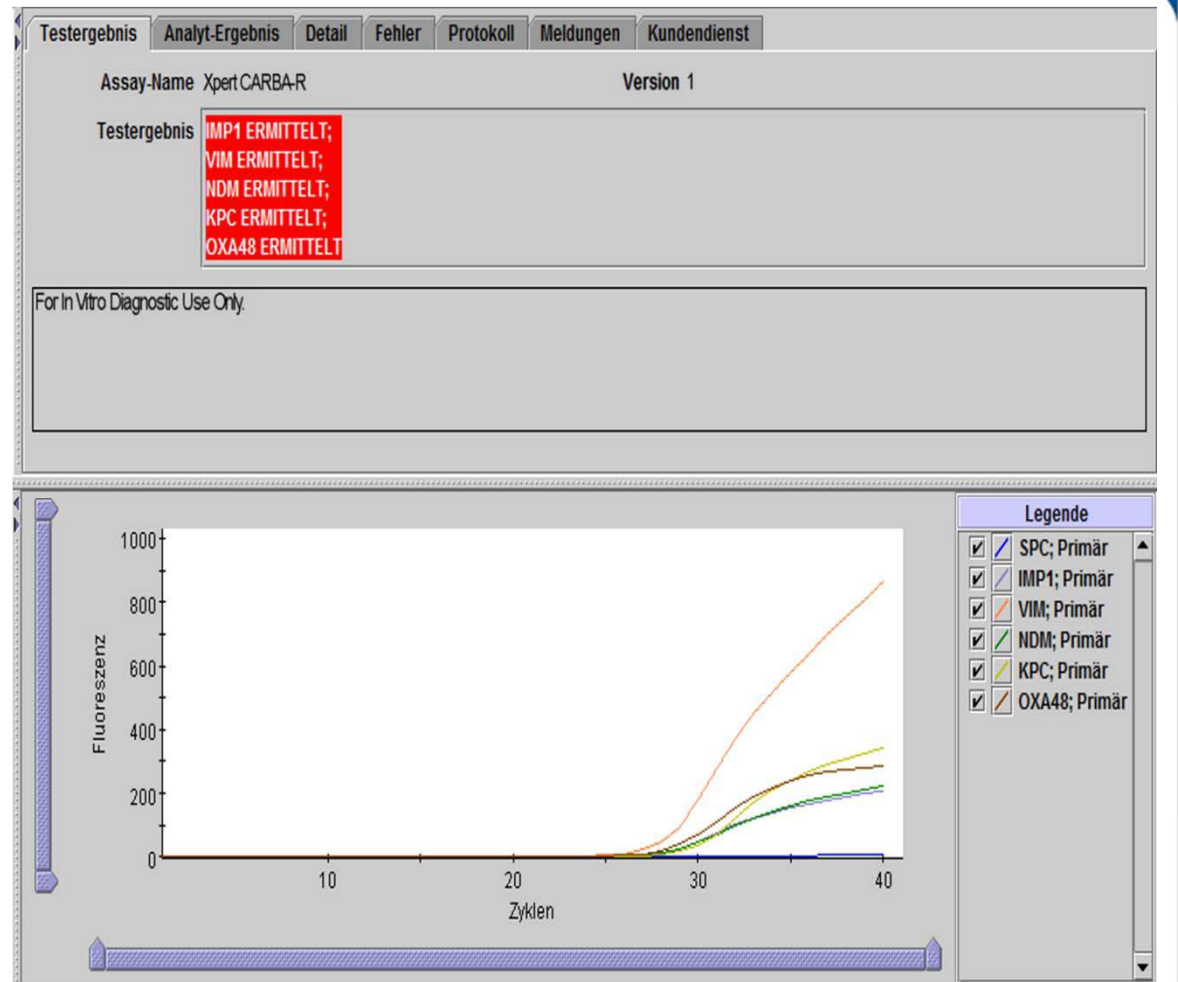 Testergebnis Analyt-Ergebnis Detail Fehler Protokoll Meldungen Kundendienst
Assay-Name Xpert CARBA-R Version 1
Testergebnis IMP1 ERMITTELT;
VIM ERMITTELT;
NDM ERMITTELT;
KPC ERMITTELT;
OXA48 ERMITTELT
For In Vitro Diagnostic Use Only.
Fluoreszenz
1000
800
600
400
200
0
10 20 30 40
Zyklen
Legende
SPC; Primär
IMP1; Primär
VIM; Primär
NDM; Primär
KPC; Primär
OXA48; Primär